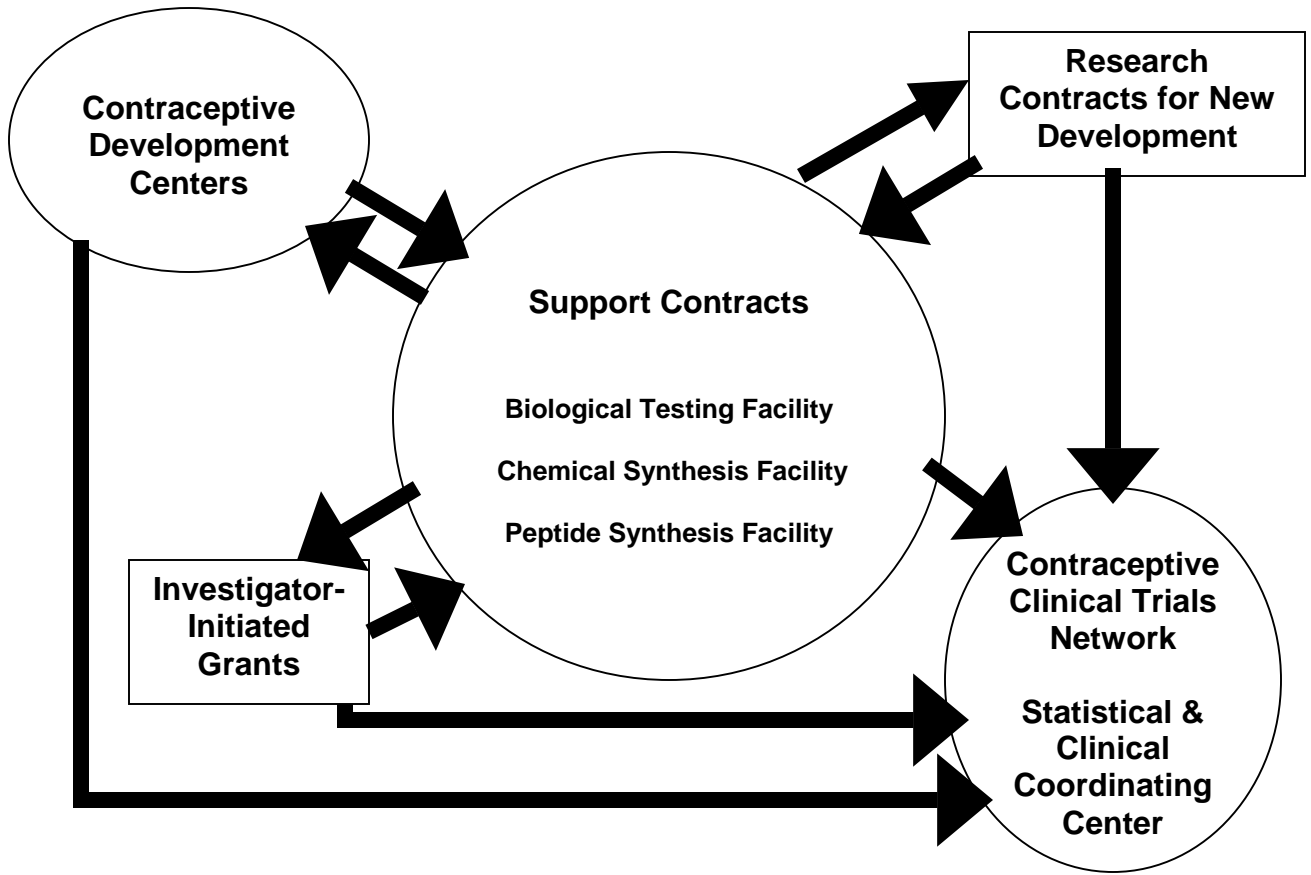 Contraceptive
Development
Centers
Research
Contracts for New
Development
Support Contracts
Biological Testing Facility
Chemical Synthesis Facility
Peptide Synthesis Facility
Investigator-
Initiated
Grants
Contraceptive
Clinical Trials
Network
Statistical &
Clinical
Coordinating
Center